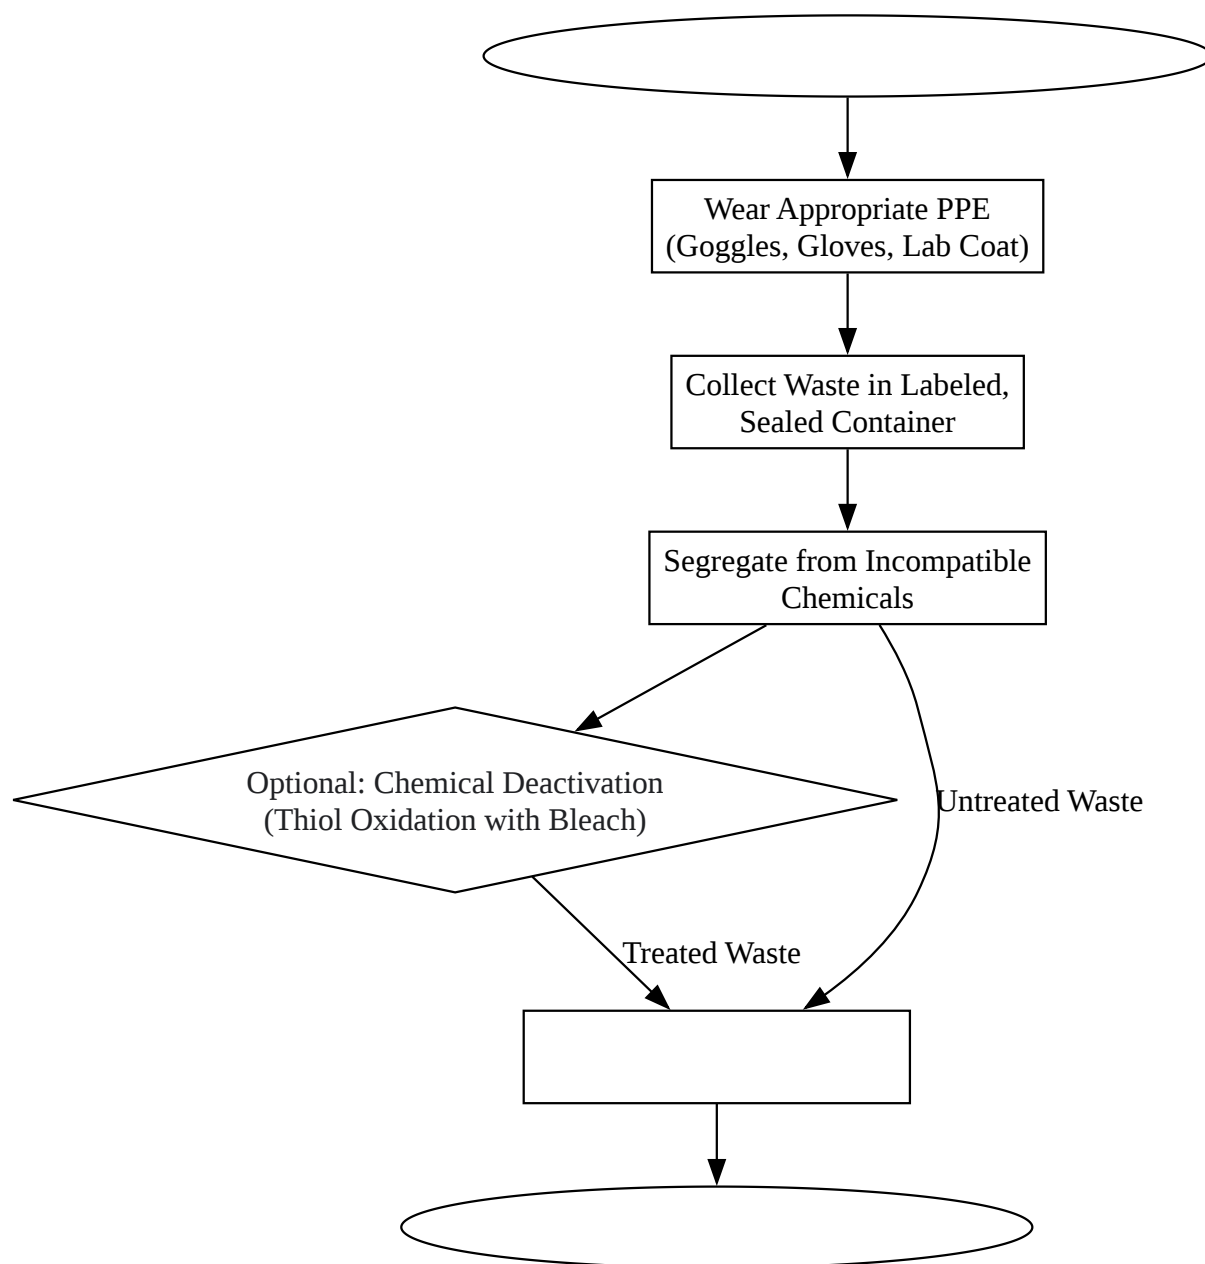 Wear Appropriate PPE
(Goggles, Gloves, Lab Coat)
Collect Waste in Labeled,
Sealed Container
Segregate from Incompatible
Chemicals
Optional: Chemical Deactivation
(Thiol Oxidation with Bleach)
Untreated Waste
Treated Waste